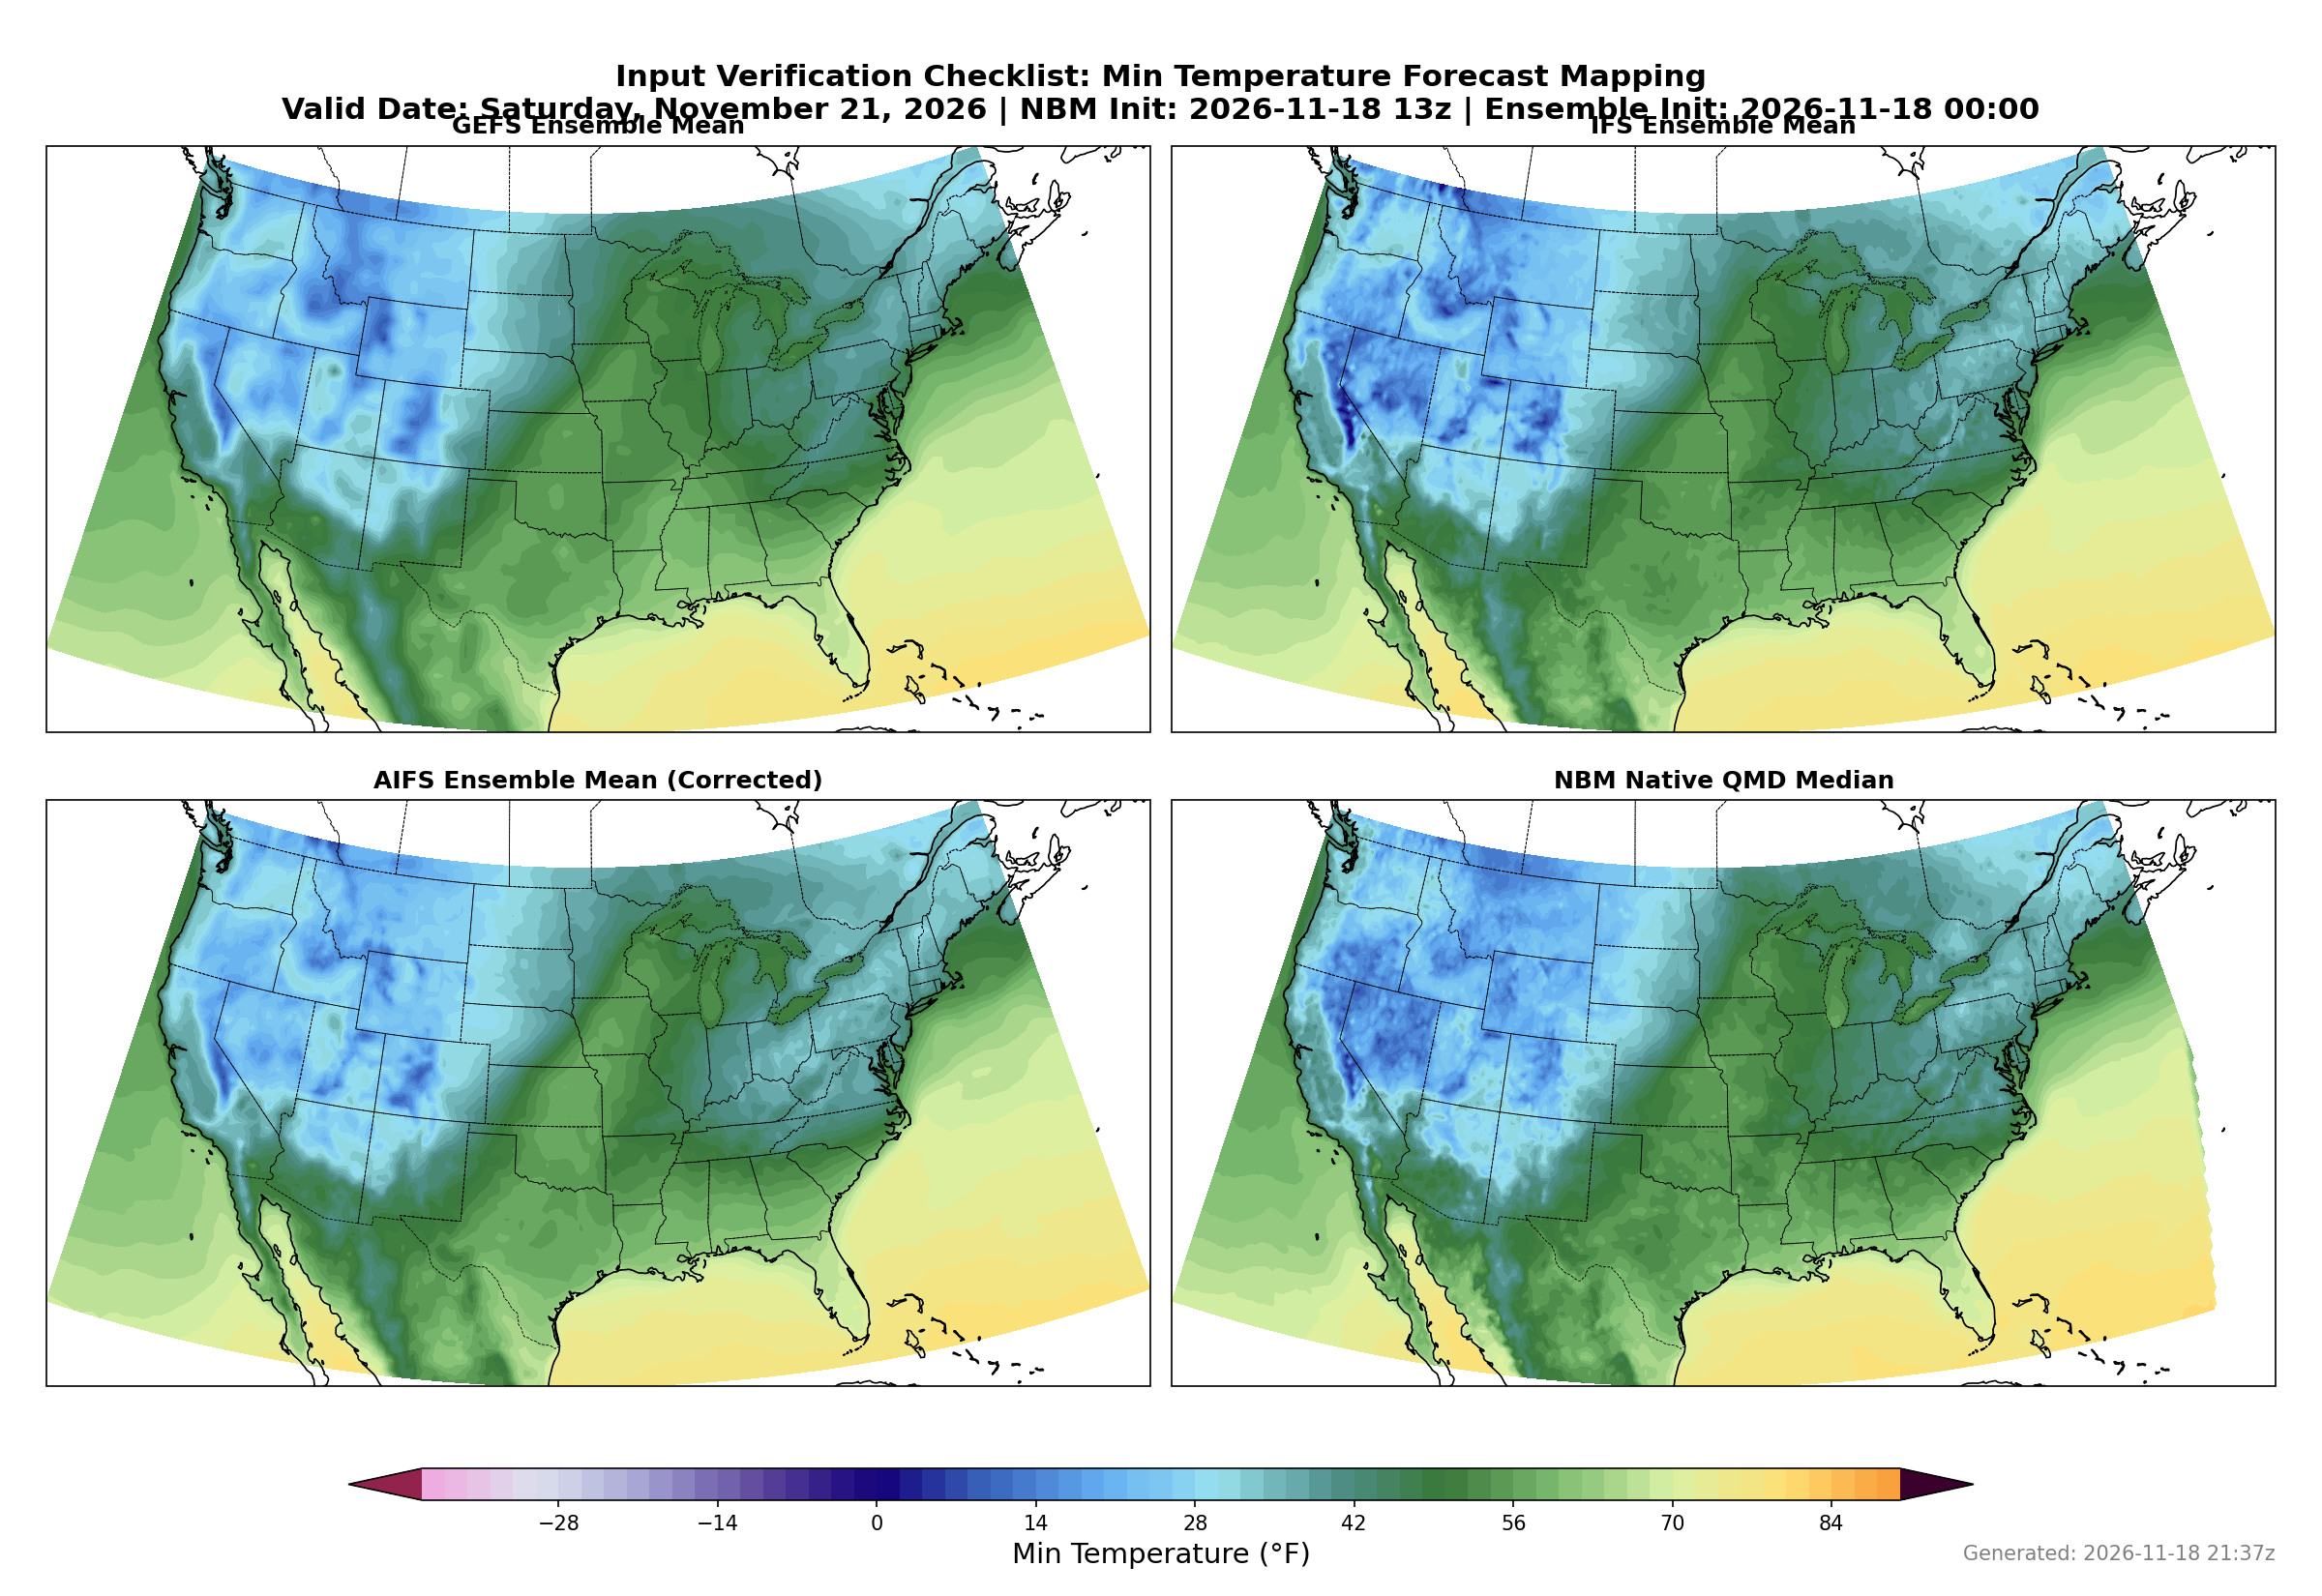 Input Verification Checklist: Min Temperature Forecast Mapping
Valid Date: Saturday, November 21, 2026 | NBM Init: 2026-11-18 13z | Ensemble Init: 2026-11-18 00:00
GEFS Ensemble Mean
IFS Ensemble Mean
AIFS Ensemble Mean (Corrected)
NBM Native QMD Median
−28 −14 0 14 28 42 56 70 84
Min Temperature (°F)
Generated: 2026-11-18 21:37z